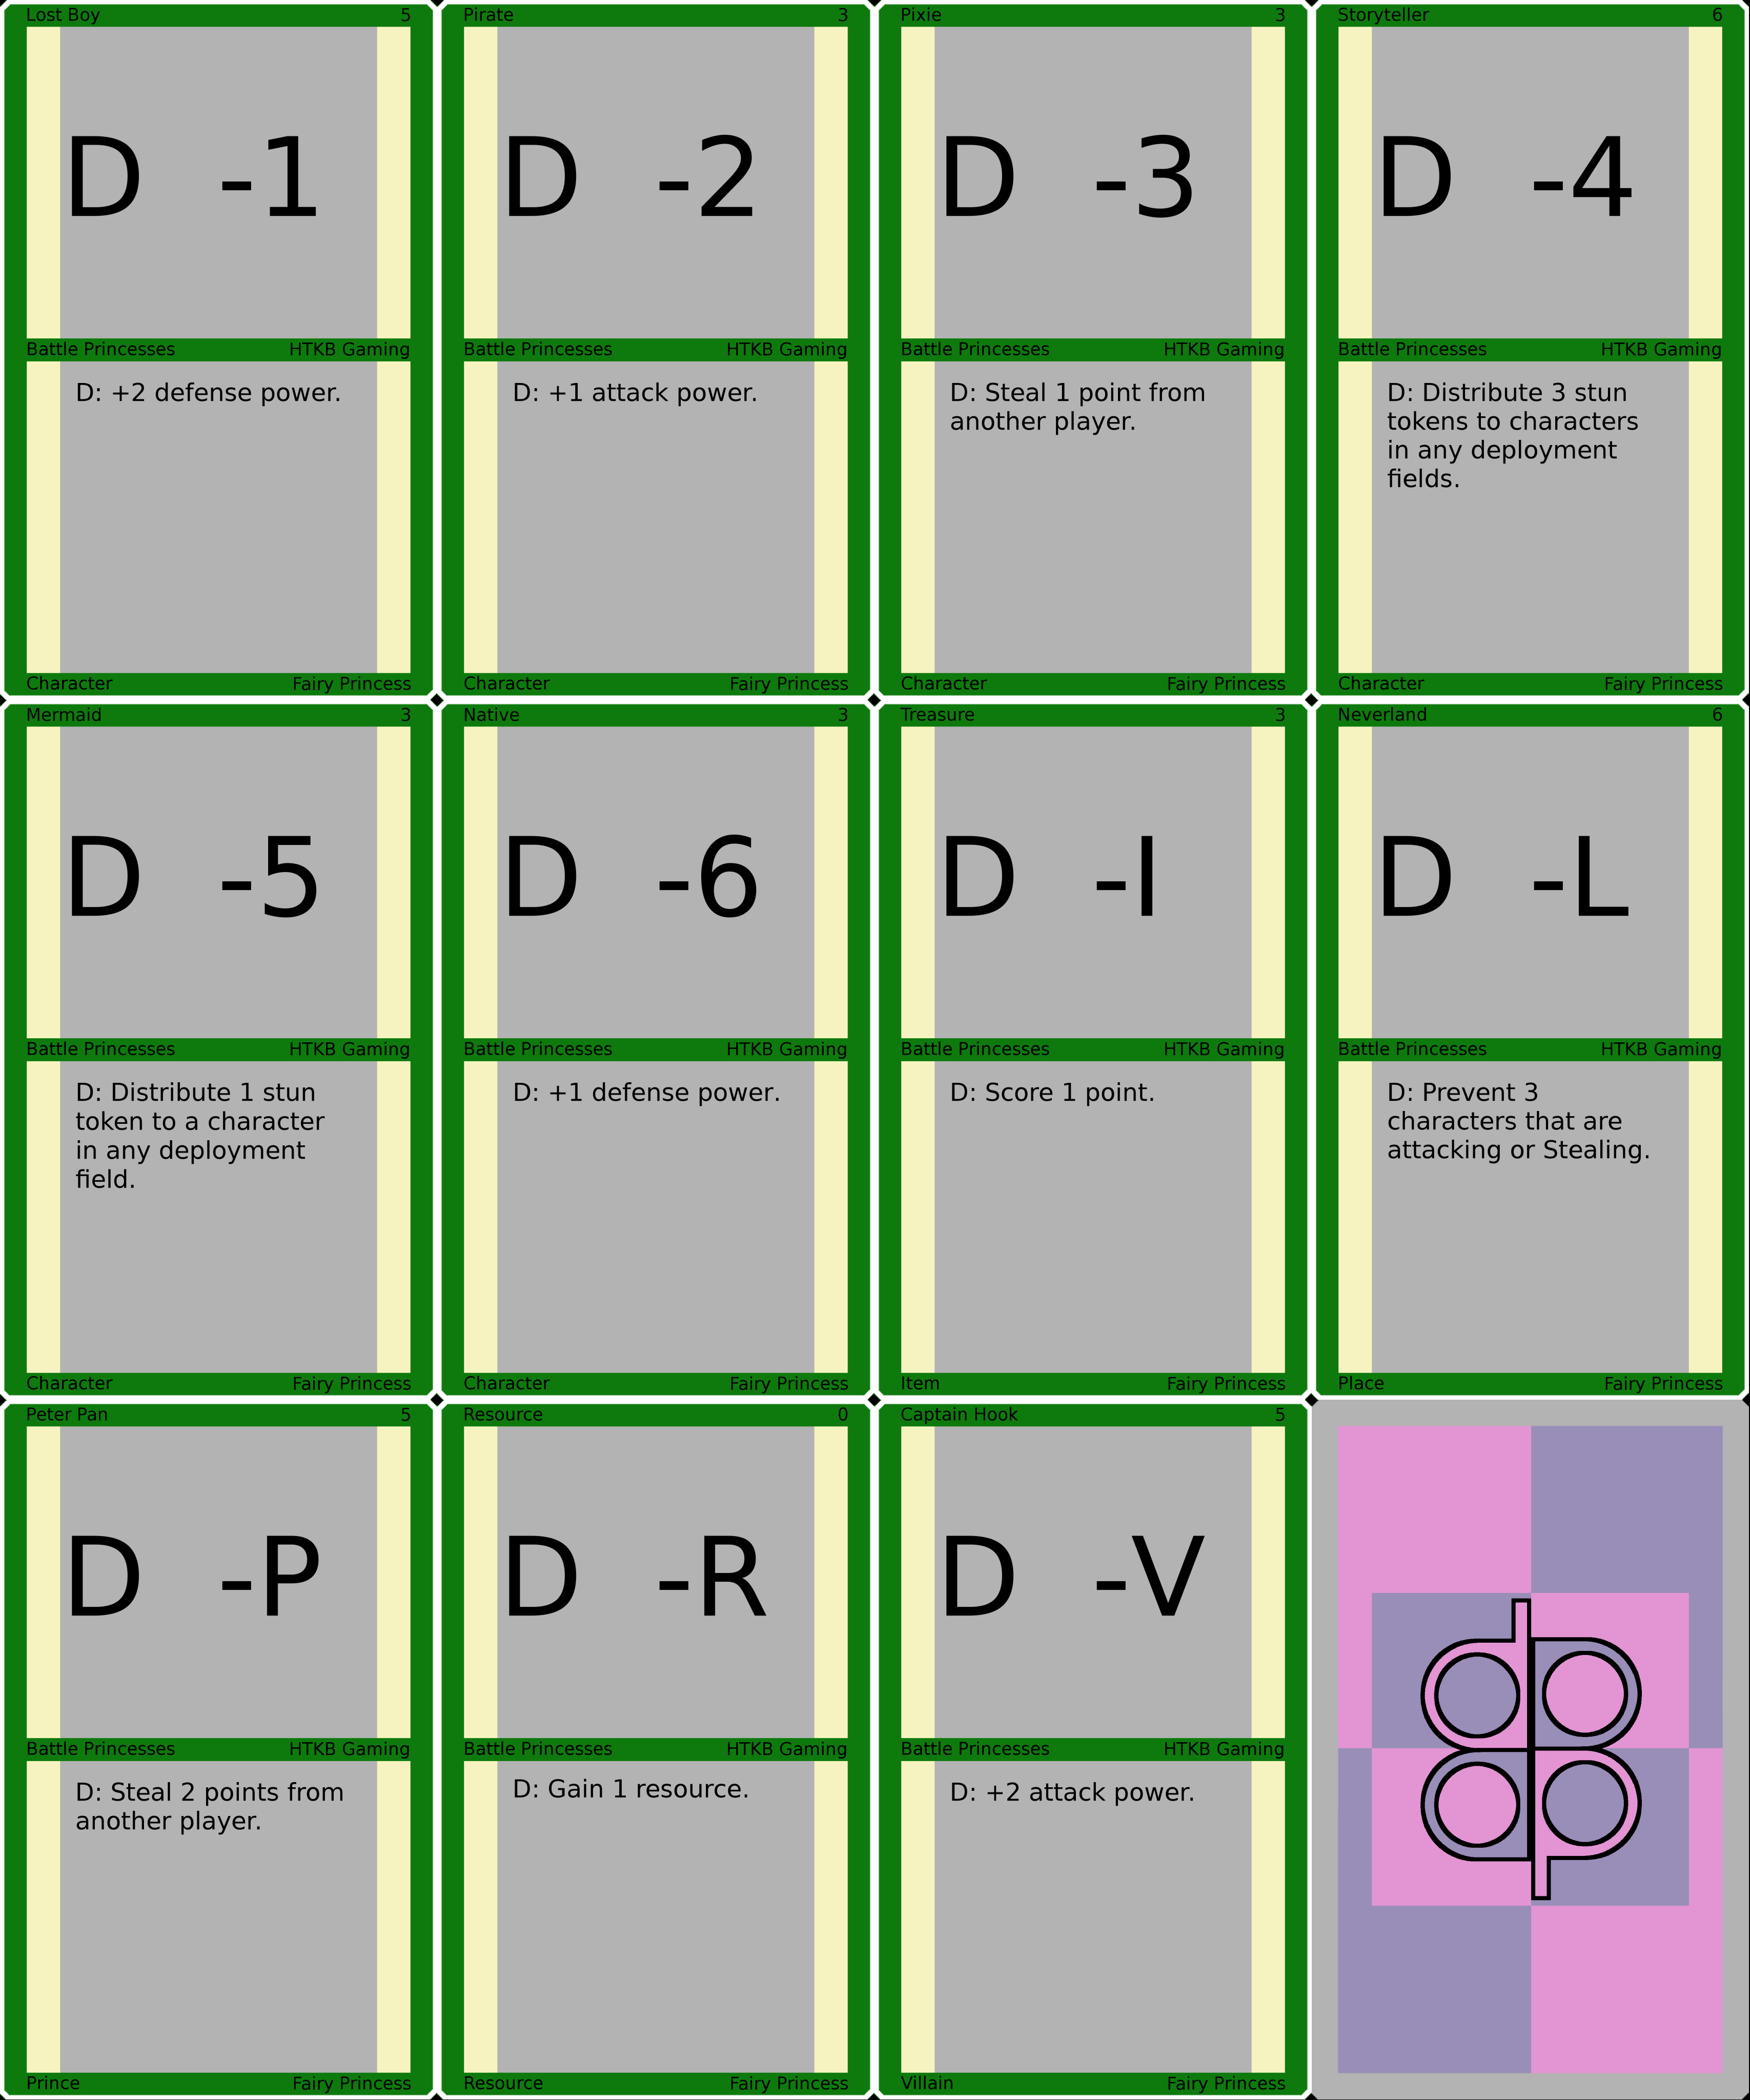 Lost Boy 5
D -1
Battle Princesses HTKB Gaming
D: +2 defense power.
Character Fairy Princess
Pirate 3
D -2
Battle Princesses HTKB Gaming
D: +1 attack power.
Character Fairy Princess
Pixie 3
D -3
Battle Princesses HTKB Gaming
D: Steal 1 point from
another player.
Character Fairy Princess
Storyteller 6
D -4
Battle Princesses HTKB Gaming
D: Distribute 3 stun
tokens to characters
in any deployment
fields.
Character Fairy Princess
Mermaid 3
D -5
Battle Princesses HTKB Gaming
D: Distribute 1 stun
token to a character
in any deployment
field.
Character Fairy Princess
Native 3
D -6
Battle Princesses HTKB Gaming
D: +1 defense power.
Character Fairy Princess
Treasure 3
D -I
Battle Princesses HTKB Gaming
D: Score 1 point.
Item Fairy Princess
Neverland 6
D -L
Battle Princesses HTKB Gaming
D: Prevent 3
characters that are
attacking or Stealing.
Place Fairy Princess
Peter Pan 5
D -P
Battle Princesses HTKB Gaming
D: Steal 2 points from
another player.
Prince Fairy Princess
Resource 0
D -R
Battle Princesses HTKB Gaming
D: Gain 1 resource.
Resource Fairy Princess
Captain Hook 5
D -V
Battle Princesses HTKB Gaming
D: +2 attack power.
Villain Fairy Princess